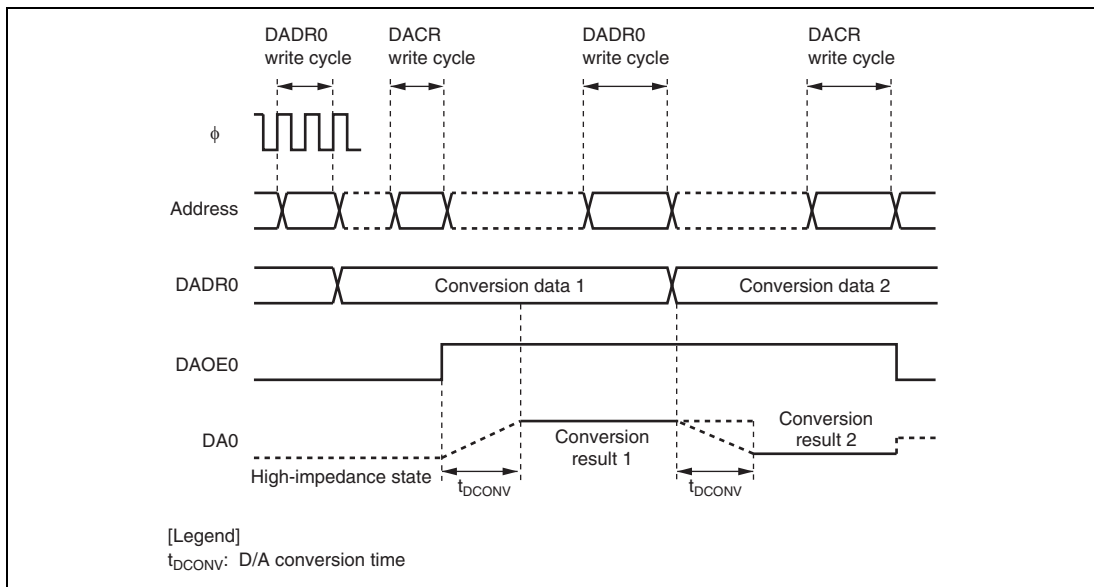 DADR0
write cycle
DACR
write cycle
DADR0
write cycle
DACR
write cycle
ϕ
Address
DADR0
Conversion data 1
Conversion data 2
DAOE0
DA0
Conversion
result 1
Conversion
result 2
High-impedance state
tDCONV
tDCONV
[Legend]
tDCONV: D/A conversion time